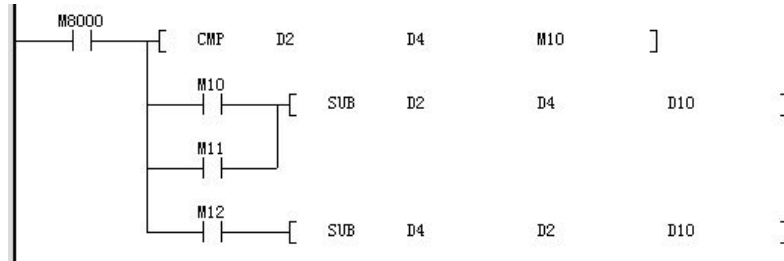 M8000
[ CMP D2 D4 M10 ]
M10
[ SUB D2 D4 D10 ]
M11
M12
[ SUB D4 D2 D10 ]